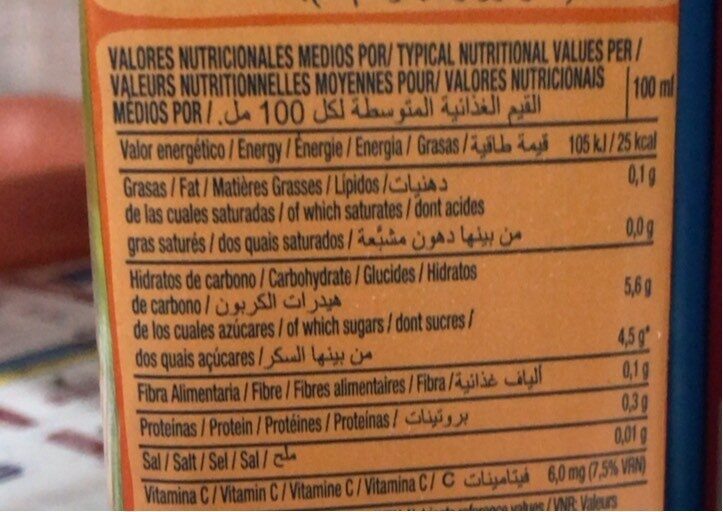 VALORES NUTRICIONALES MEDIOS POR/ TYPICAL NUTRITIONAL VALUES PER /
VALEURS NUTRITIONNELLES MOYENNES POUR/ VALORES NUTRICIONAIS
MÉDIOS POR / القيم الغذائية المتوسطة لكل 100 مل. 100 ml
Valor energético / Energy / Énergie / Energia / Grasas / قيمة طاقية 105 kJ / 25 kcal
Grasas / Fat / Matières Grasses / Lípidos / دهنيات 0,1 g
de las cuales saturadas / of which saturates / dont acides
gras saturés / dos quais saturados / من بينها دهون مشبَّعة 0,0 g
Hidratos de carbono / Carbohydrate / Glucides / Hidratos 5,6 g
de carbono / هيدرات الكربون
de los cuales azúcares / of which sugars / dont sucres / 4,5 g*
dos quais açúcares / من بينها السكر
Fibra Alimentaria / Fibre / Fibres alimentaires / Fibra / ألياف غذائية 0,1 g
Proteínas / Protein / Protéines / Proteínas / بروتينات 0,3 g
Sal / Salt / Sel / Sal / ملح 0,01 g
Vitamina C / Vitamin C / Vitamine C / Vitamina C / فيتامينات C 6,0 mg (7,5% VRN)
reference values / VNR: Valeurs